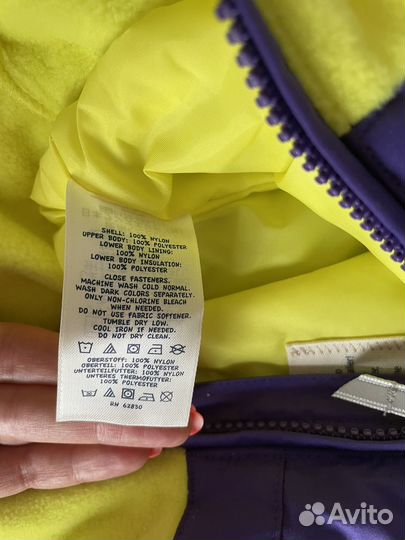 SHELL: 100% NYLON
UPPER BODY: 100% POLYESTER
LOWER BODY LINING:
100% NYLON
LOWER BODY INSULATION:
100% POLYESTER
CLOSE FASTENERS.
MACHINE WASH COLD NORMAL.
WASH DARK COLORS SEPARATELY.
ONLY NON-CHLORINE BLEACH
WHEN NEEDED.
DO NOT USE FABRIC SOFTENER.
TUMBLE DRY LOW.
COOL IRON IF NEEDED.
DO NOT DRY CLEAN.
OBERSTOFF: 100% NYLON
OBERTEIL: 100% POLYESTER
UNTERTEILFUTTER: 100% NYLON
UNTERES THERMOFUTTER:
100% POLYESTER
RN 62830
Avito